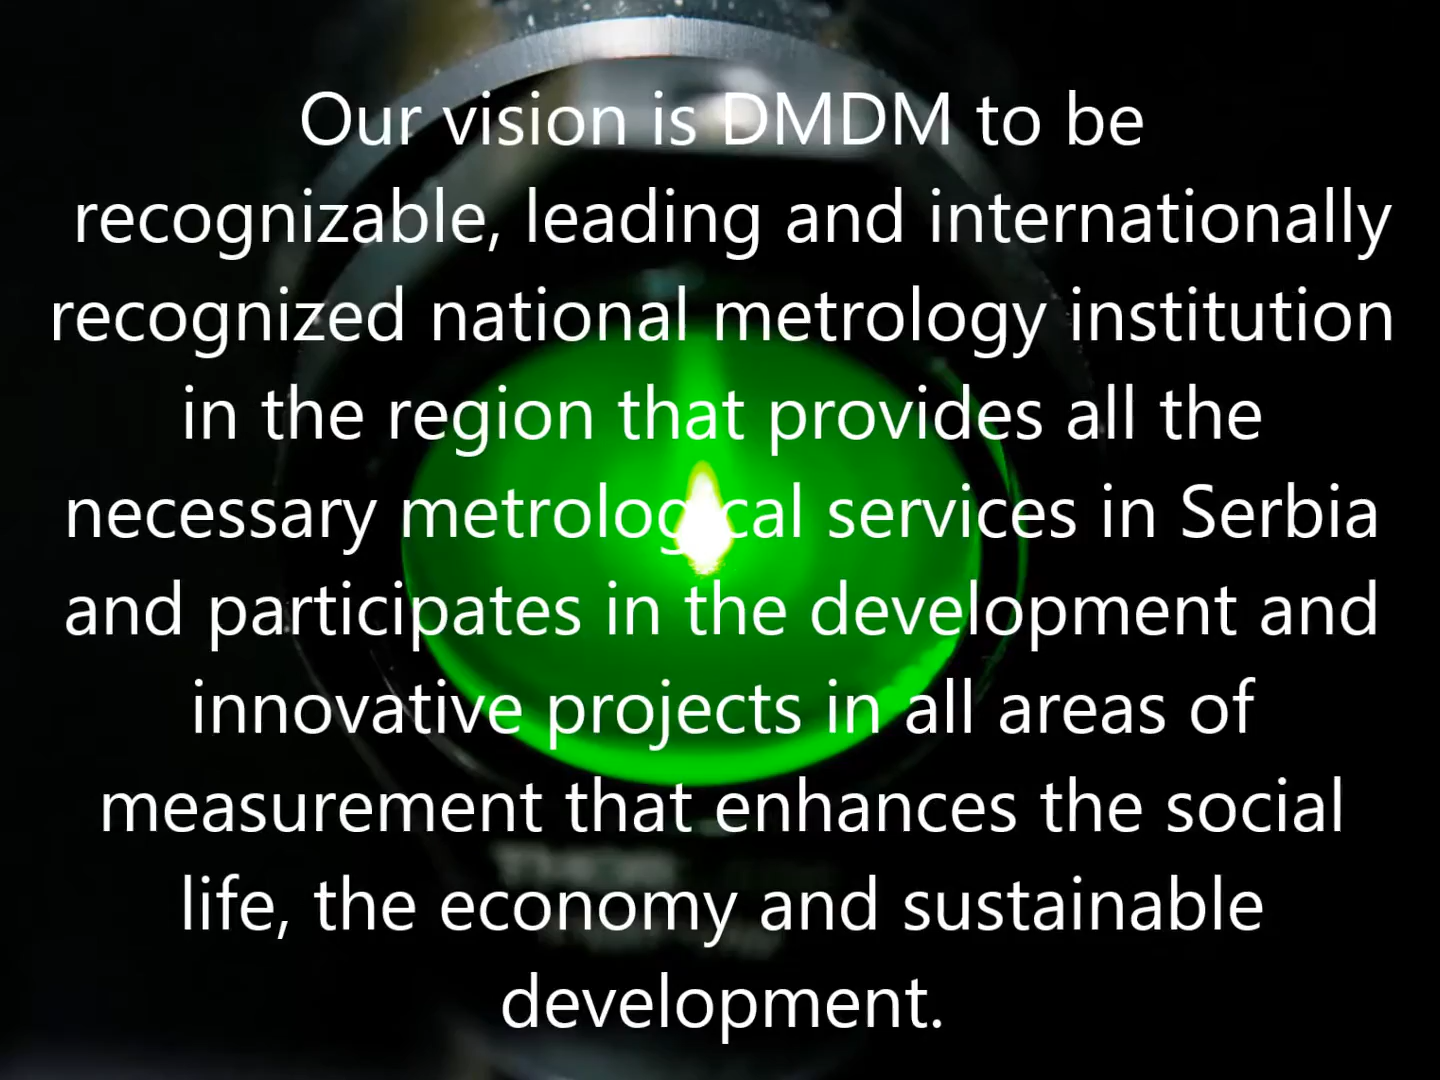 Our vision is DMDM to be
recognizable, leading and internationally
recognized national metrology institution
in the region that provides all the
necessary metrological services in Serbia
and participates in the development and
innovative projects in all areas of
measurement that enhances the social
life, the economy and sustainable
development.